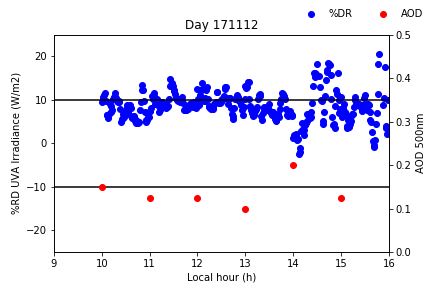 %DR AOD
Day 171112
%RD UVA Irradiance (W/m2)
20
10
0
−10
−20
0.5
0.4
0.3
0.2
0.1
0.0
AOD 500nm
9 10 11 12 13 14 15 16
Local hour (h)